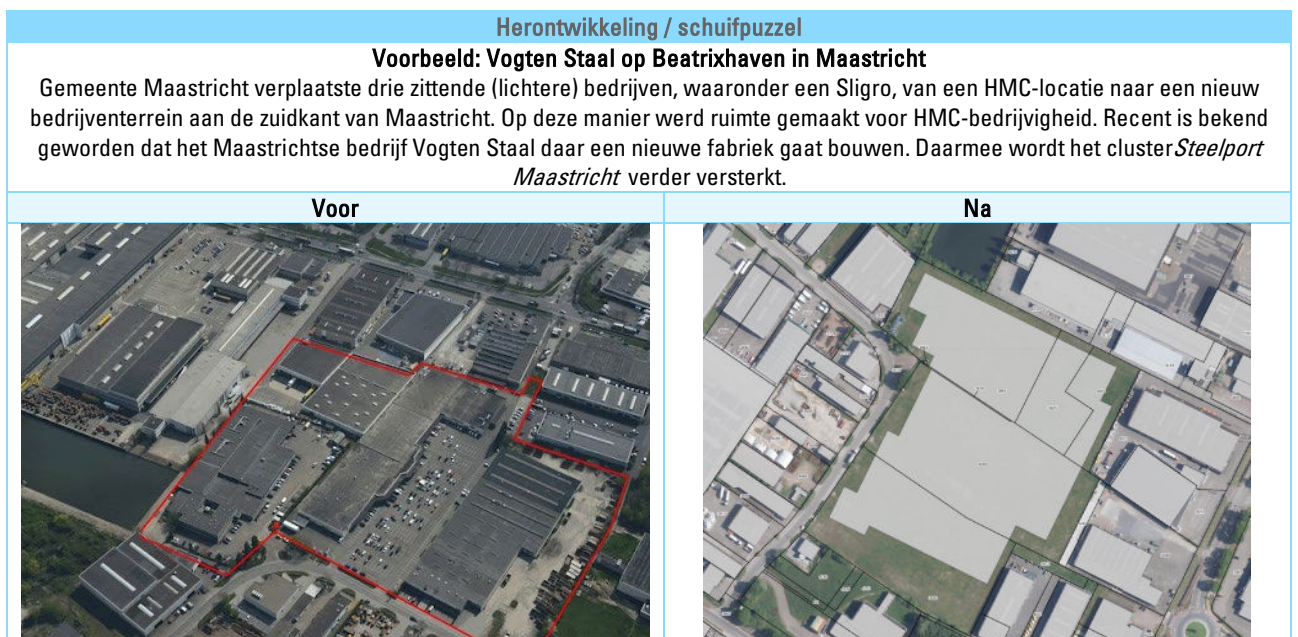 Herontwikkeling / schuifpuzzel
Voorbeeld: Vogten Staal op Beatrixhaven in Maastricht
Gemeente Maastricht verplaatste drie zittende (lichtere) bedrijven, waaronder een Sligro, van een HMC-locatie naar een nieuw
bedrijventerrein aan de zuidkant van Maastricht. Op deze manier werd ruimte gemaakt voor HMC-bedrijvigheid. Recent is bekend
geworden dat het Maastrichtse bedrijf Vogten Staal daar een nieuwe fabriek gaat bouwen. Daarmee wordt het cluster Steelport
Maastricht verder versterkt.
Voor
Na